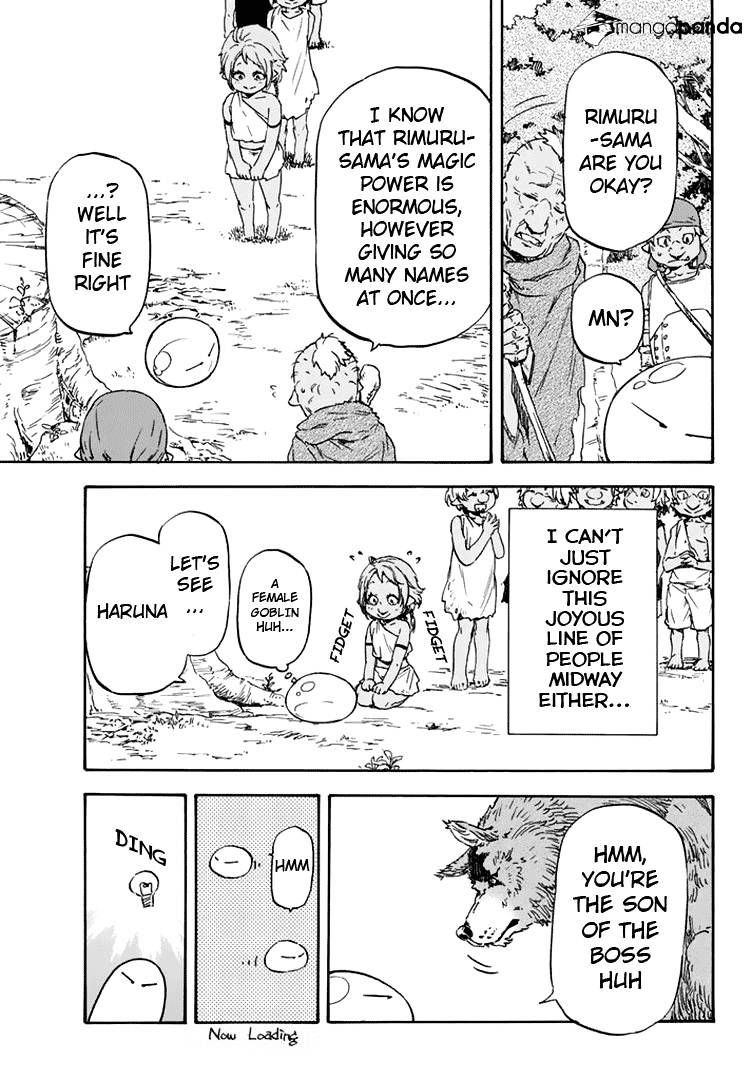 mangapanda
RIMURU
-SAMA
ARE YOU
OKAY?
MN?
I KNOW
THAT RIMURU-
SAMA'S MAGIC
POWER IS
ENORMOUS,
HOWEVER
GIVING SO
MANY NAMES
AT ONCE...
...?
WELL
IT'S
FINE
RIGHT
I CAN'T
JUST
IGNORE
THIS
JOYOUS
LINE OF
PEOPLE
MIDWAY
EITHER...
FIDGET
FIDGET
A
FEMALE
GOBLIN
HUH...
LET'S
SEE
...
HARUNA
HMM,
YOU'RE
THE SON
OF THE
BOSS
HUH
HMM
Now Loading
DING